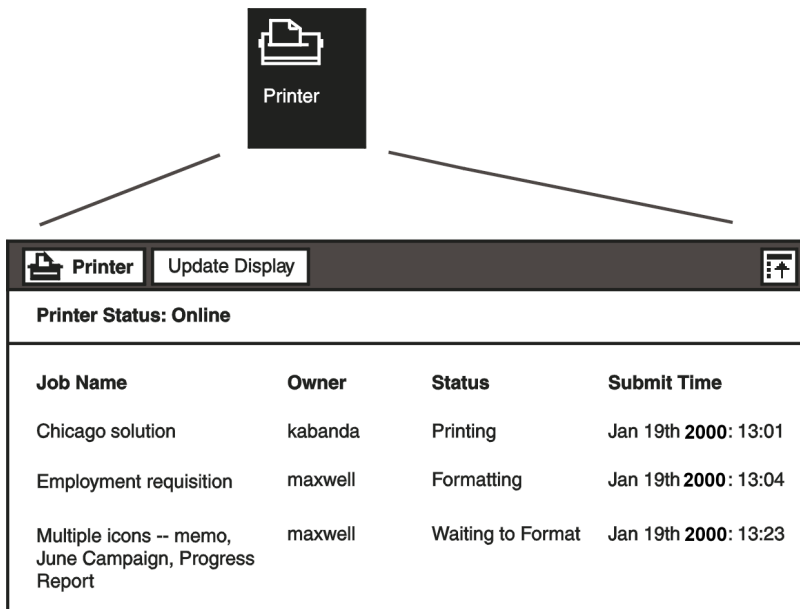 Printer
Printer Update Display
Printer Status: Online
Job Name Owner Status Submit Time
Chicago solution kabanda Printing Jan 19th 2000: 13:01
Employment requisition maxwell Formatting Jan 19th 2000: 13:04
Multiple icons -- memo, maxwell Waiting to Format Jan 19th 2000: 13:23
June Campaign, Progress
Report